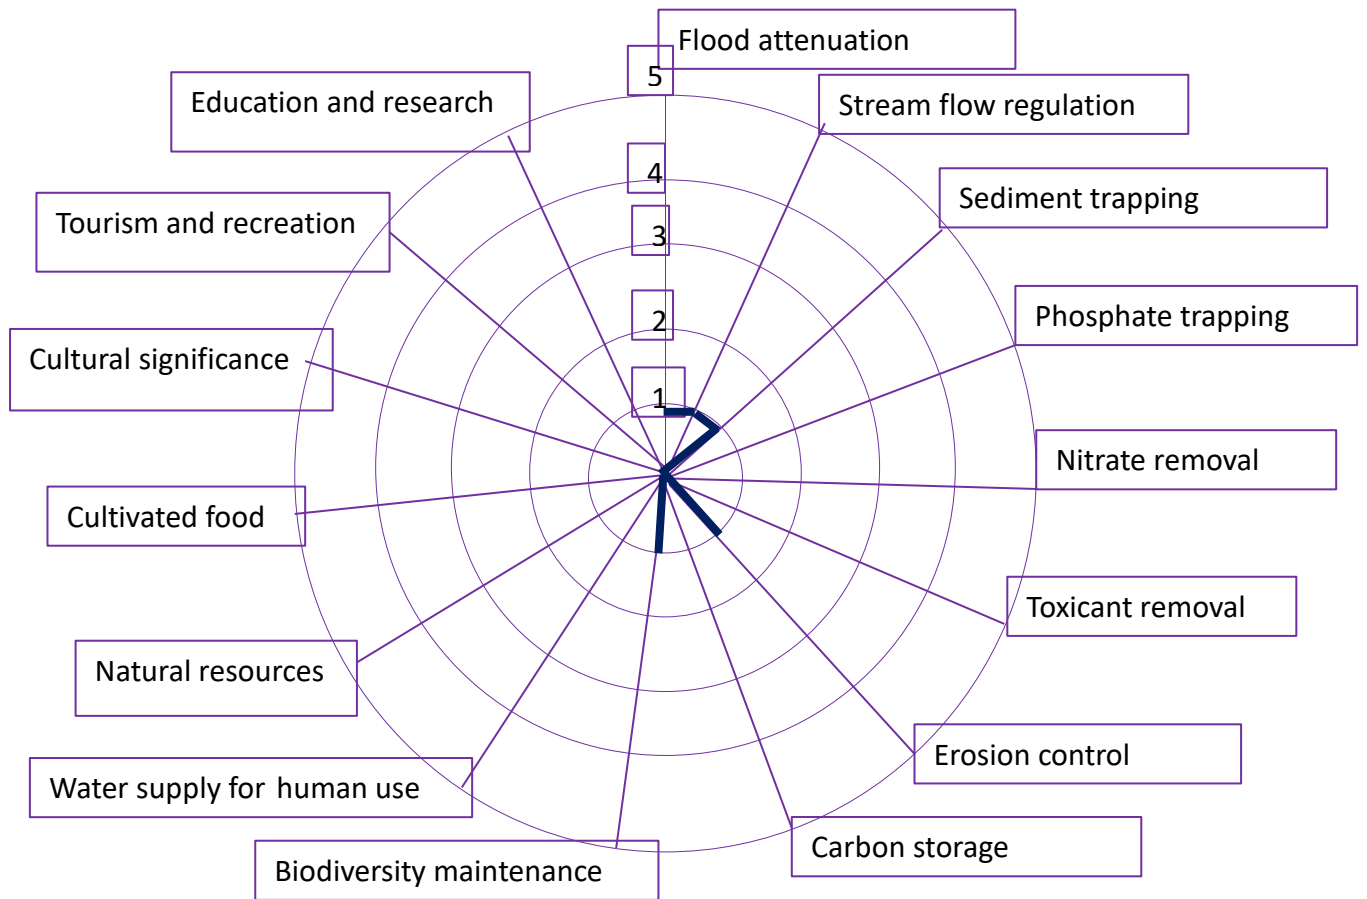 Flood attenuation
5
Education and research
Stream flow regulation
4
Sediment trapping
Tourism and recreation
3
Phosphate trapping
2
Cultural significance
1
Nitrate removal
Cultivated food
Toxicant removal
Natural resources
Erosion control
Water supply for human use
Carbon storage
Biodiversity maintenance